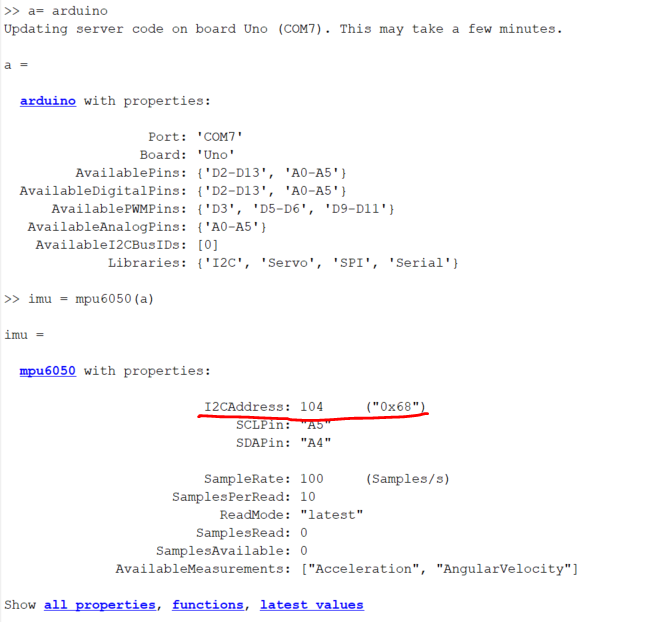 >> a= arduino
Updating server code on board Uno (COM7). This may take a few minutes.
a =
arduino with properties:
Port: 'COM7'
Board: 'Uno'
AvailablePins: {'D2-D13', 'A0-A5'}
AvailableDigitalPins: {'D2-D13', 'A0-A5'}
AvailablePWMPins: {'D3', 'D5-D6', 'D9-D11'}
AvailableAnalogPins: {'A0-A5'}
AvailableI2CBusIDs: [0]
Libraries: {'I2C', 'Servo', 'SPI', 'Serial'}
>> imu = mpu6050(a)
imu =
mpu6050 with properties:
I2CAddress: 104 ("0x68")
SCLPin: "A5"
SDAPin: "A4"
SampleRate: 100 (Samples/s)
SamplesPerRead: 10
ReadMode: "latest"
SamplesRead: 0
SamplesAvailable: 0
AvailableMeasurements: ["Acceleration", "AngularVelocity"]
Show all properties, functions, latest values